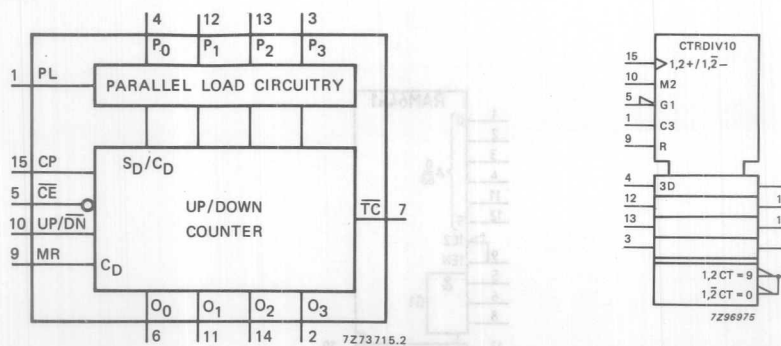 4 12 13 3
P0 P1 P2 P3
1 PL
PARALLEL LOAD CIRCUITRY
15 CP
SD/CD
5 C̅E̅
UP/DOWN
COUNTER
T̅C̅ 7
10 UP/D̅N̅
9 MR
CD
O0 O1 O2 O3
6 11 14 2
7Z73715.2
CTRDIV10
15 1,2+/1,2̅−
10 M2
5 G1
1 C3
9 R
4 3D
12
13
3
1,2 CT = 9
1,2̅ CT = 0
7Z96975